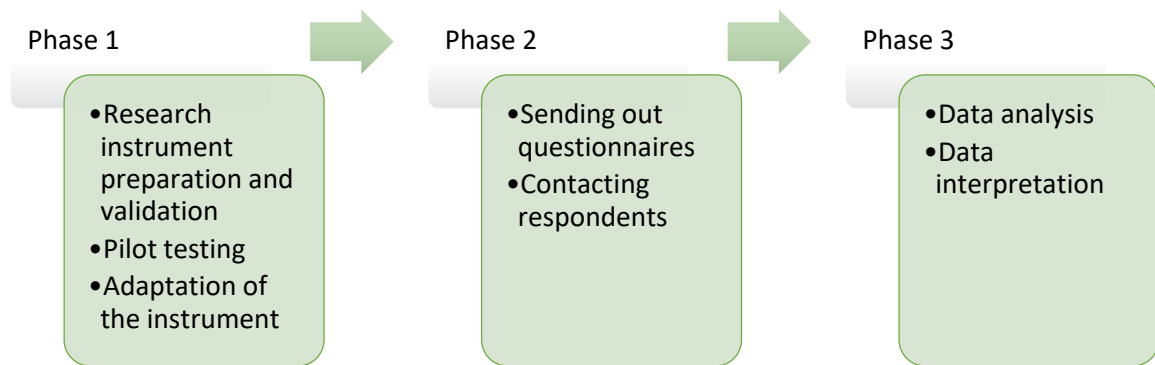 Phase 1
•Research
instrument
preparation and
validation
•Pilot testing
•Adaptation of
the instrument
Phase 2
•Sending out
questionnaires
•Contacting
respondents
Phase 3
•Data analysis
•Data
interpretation